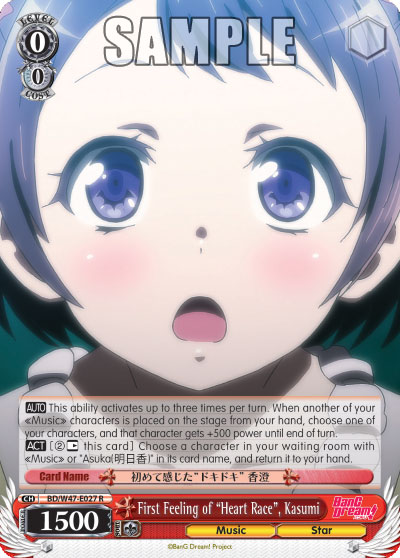 SAMPLE
LEVEL
0
0
COST
AUTO This ability activates up to three times per turn. When another of your
«Music» characters is placed on the stage from your hand, choose one of
your characters, and that character gets +500 power until end of turn.
ACT [② this card] Choose a character in your waiting room with
«Music» or "Asuka(明日香)" in its card name, and return it to your hand.
Card Name
初めて感じた"ドキドキ" 香澄
CH BD/W47-E027 R
First Feeling of "Heart Race", Kasumi
BanG Dream!
POWER
1500
SOUL
Music
Star
©BanG Dream! Project